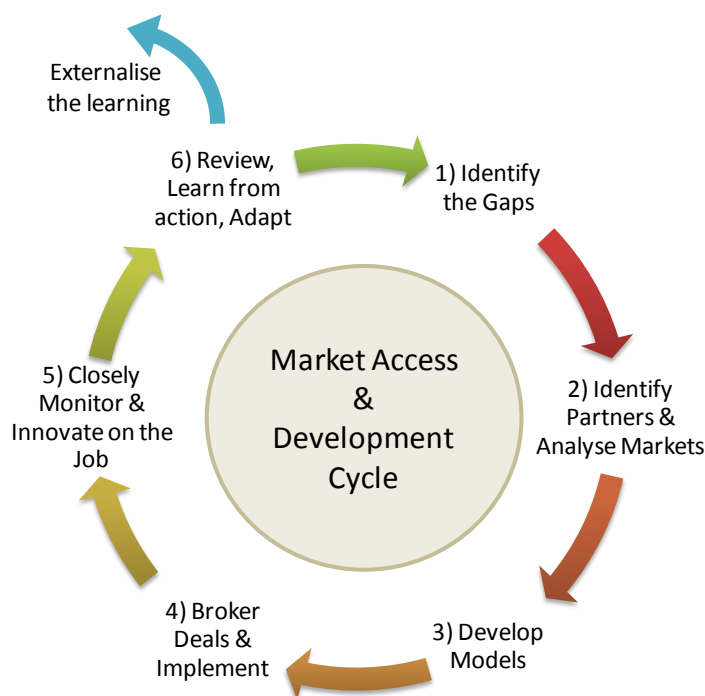 Externalise
the learning
6) Review,
Learn from
action, Adapt
1) Identify
the Gaps
2) Identify
Partners &
Analyse Markets
3) Develop
Models
4) Broker
Deals &
Implement
5) Closely
Monitor &
Innovate on the
Job
Market Access
&
Development
Cycle